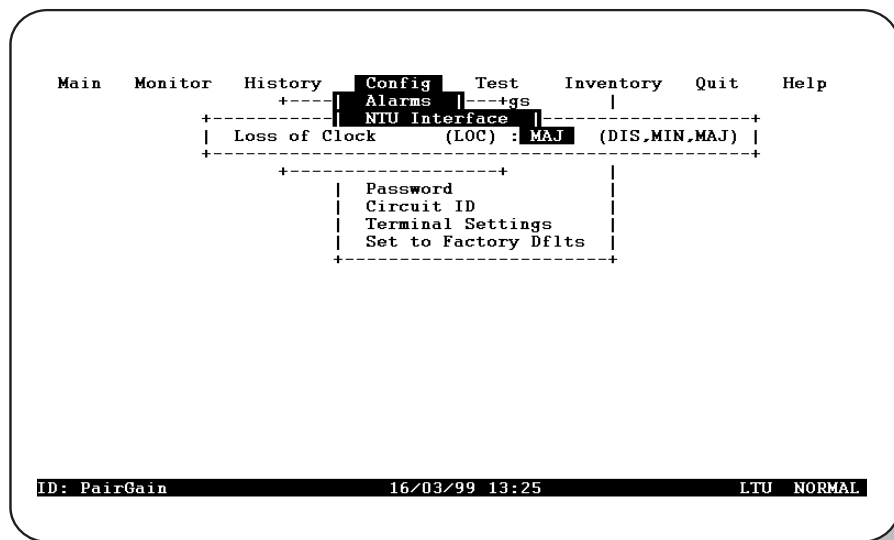 Main Monitor History Config Test Inventory Quit Help
+----| Alarms |---+gs |
+-----------| NTU Interface |--------------------+
| Loss of Clock (LOC) : MAJ (DIS,MIN,MAJ) |
+--------------------------------------------------+
+-------------------+ |
| Password |
| Circuit ID |
| Terminal Settings |
| Set to Factory Dflts |
+------------------------+
ID: PairGain 16/03/99 13:25 LTU NORMAL